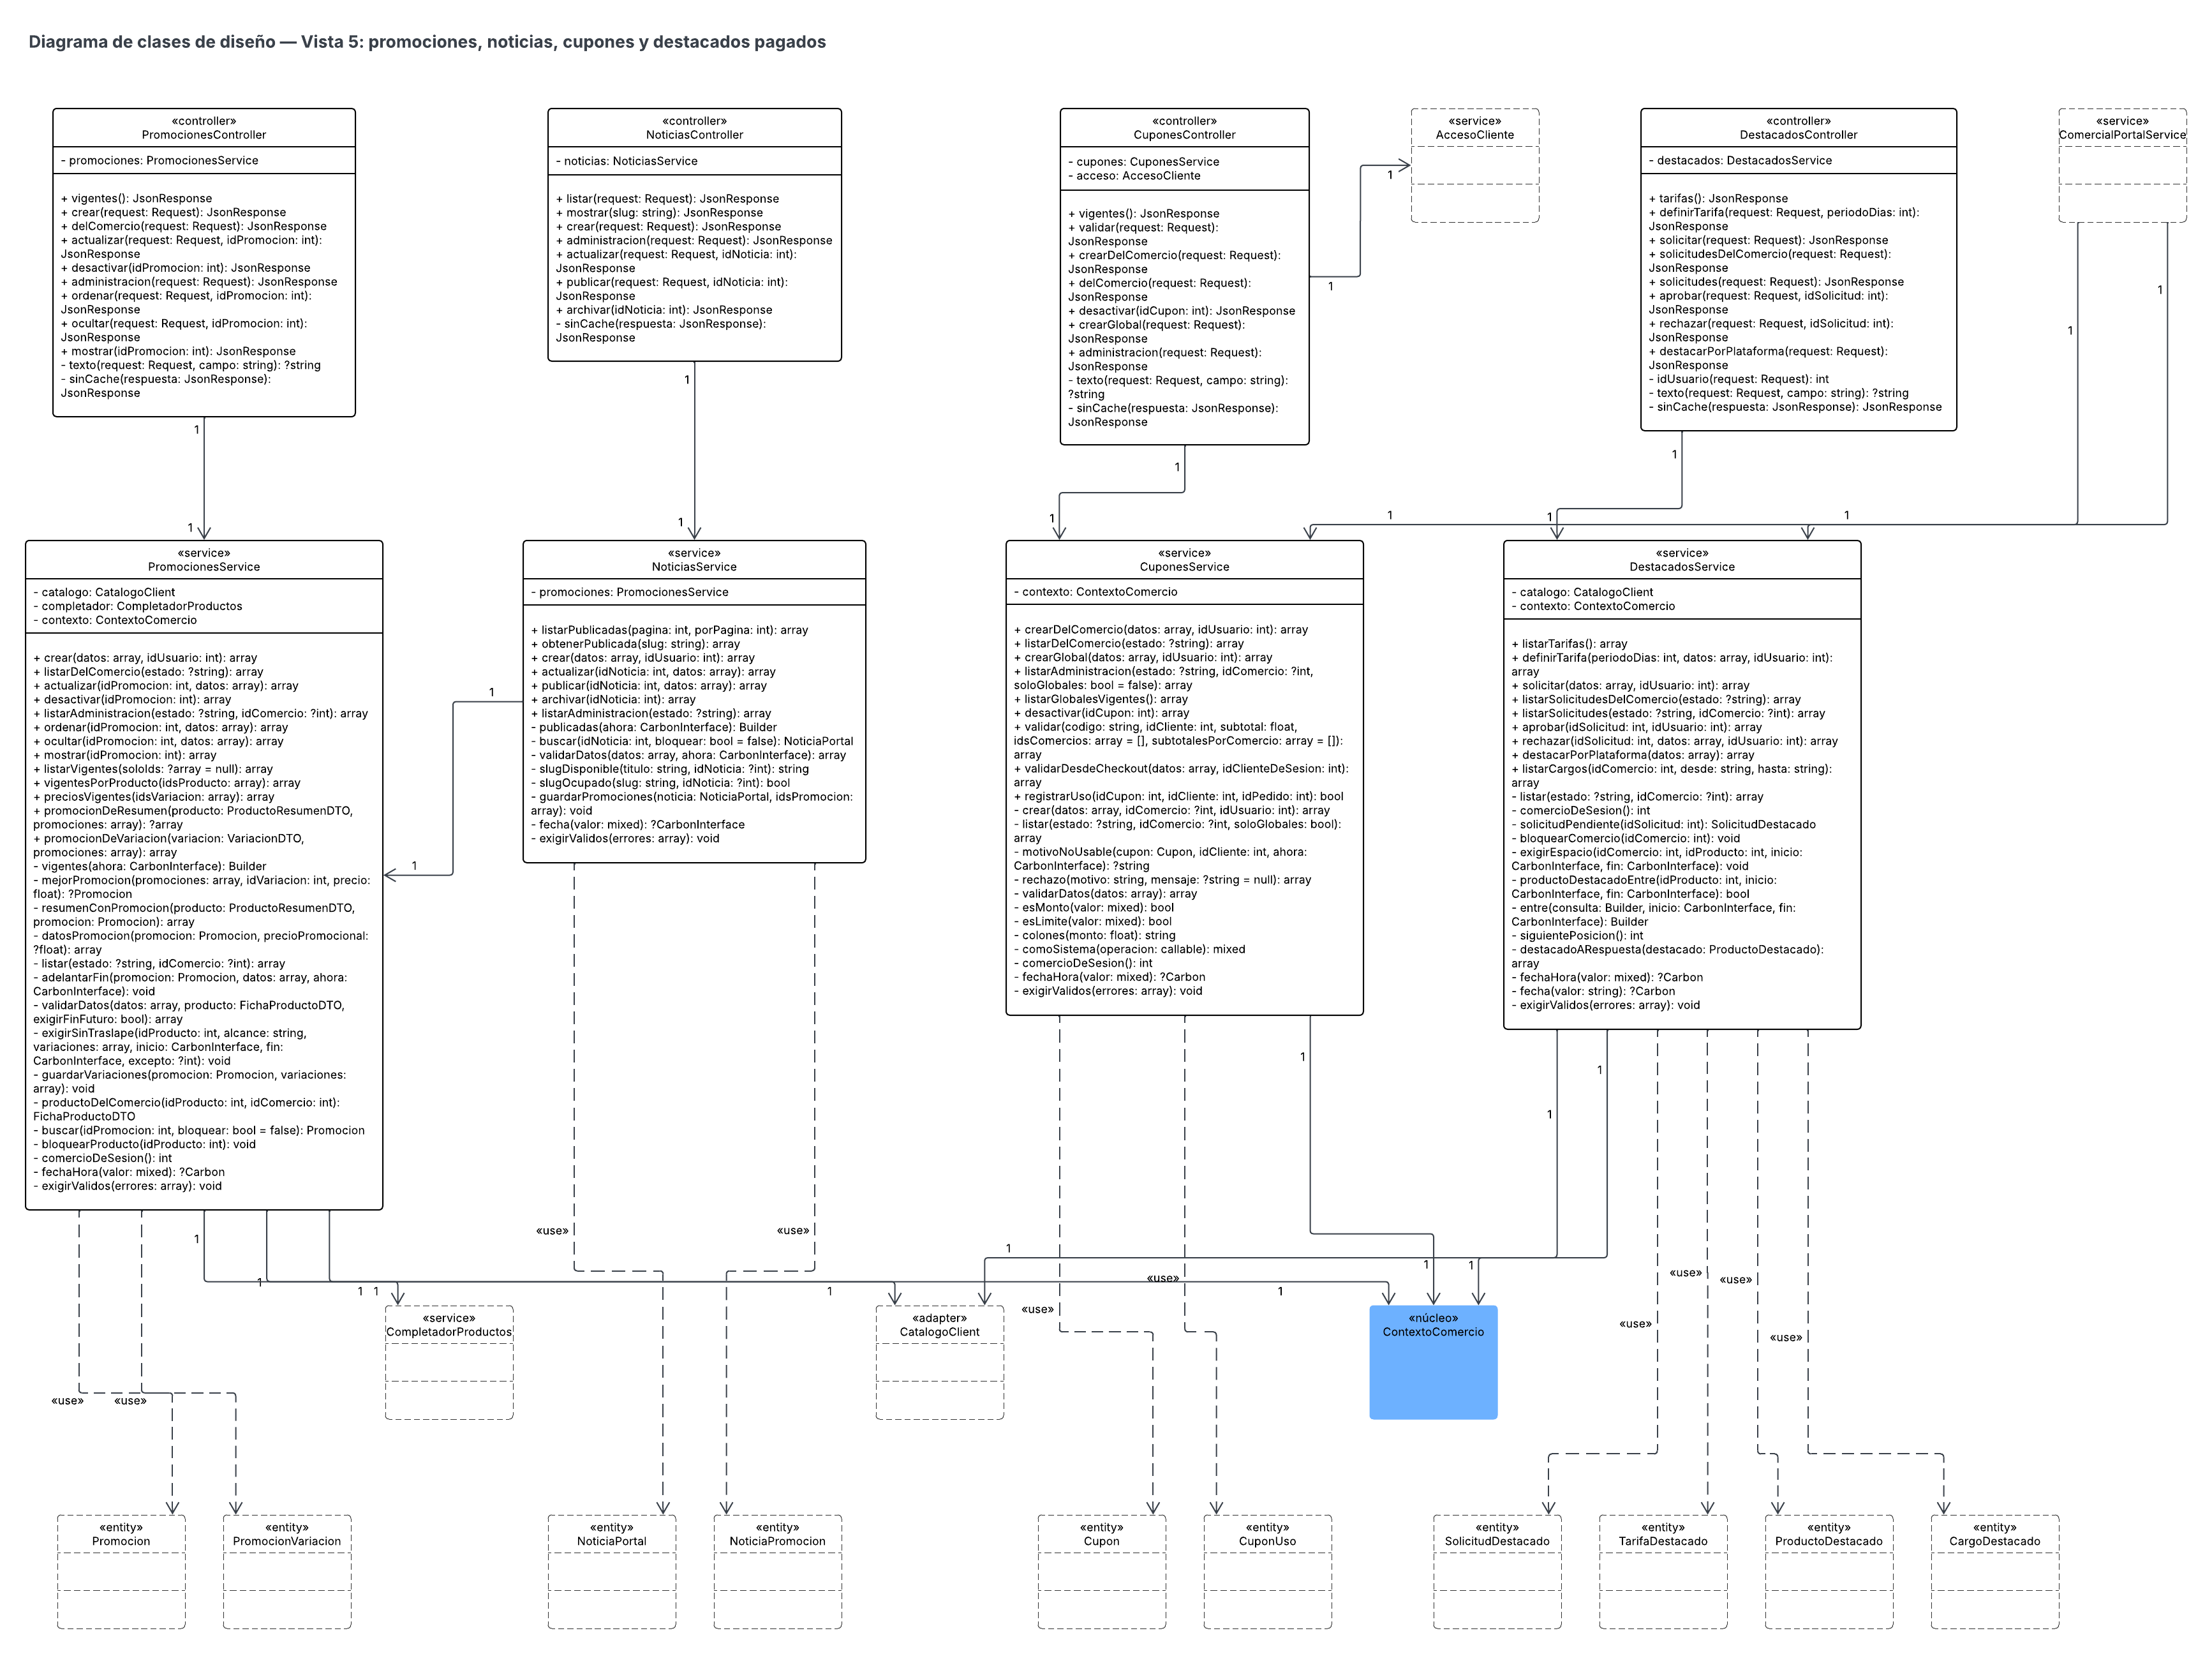 Diagrama de clases de diseño — Vista 5: promociones, noticias, cupones y destacados pagados
«controller»
PromocionesController
- promociones: PromocionesService
+ vigentes(): JsonResponse
+ crear(request: Request): JsonResponse
+ delComercio(request: Request): JsonResponse
+ actualizar(request: Request, idPromocion: int):
JsonResponse
+ desactivar(idPromocion: int): JsonResponse
+ administracion(request: Request): JsonResponse
+ ordenar(request: Request, idPromocion: int):
JsonResponse
+ ocultar(request: Request, idPromocion: int):
JsonResponse
+ mostrar(idPromocion: int): JsonResponse
- texto(request: Request, campo: string): ?string
- sinCache(respuesta: JsonResponse):
JsonResponse
«controller»
NoticiasController
- noticias: NoticiasService
+ listar(request: Request): JsonResponse
+ mostrar(slug: string): JsonResponse
+ crear(request: Request): JsonResponse
+ administracion(request: Request): JsonResponse
+ actualizar(request: Request, idNoticia: int):
JsonResponse
+ publicar(request: Request, idNoticia: int):
JsonResponse
+ archivar(idNoticia: int): JsonResponse
- sinCache(respuesta: JsonResponse):
JsonResponse
«controller»
CuponesController
- cupones: CuponesService
- acceso: AccesoCliente
+ vigentes(): JsonResponse
+ validar(request: Request):
JsonResponse
+ crearDelComercio(request: Request):
JsonResponse
+ delComercio(request: Request):
JsonResponse
+ desactivar(idCupon: int): JsonResponse
+ crearGlobal(request: Request):
JsonResponse
+ administracion(request: Request):
JsonResponse
- texto(request: Request, campo: string):
?string
- sinCache(respuesta: JsonResponse):
JsonResponse
«service»
AccesoCliente
«controller»
DestacadosController
- destacados: DestacadosService
+ tarifas(): JsonResponse
+ definirTarifa(request: Request, periodoDias: int):
JsonResponse
+ solicitar(request: Request): JsonResponse
+ solicitudesDelComercio(request: Request):
JsonResponse
+ solicitudes(request: Request): JsonResponse
+ aprobar(request: Request, idSolicitud: int):
JsonResponse
+ rechazar(request: Request, idSolicitud: int):
JsonResponse
+ destacarPorPlataforma(request: Request):
JsonResponse
- idUsuario(request: Request): int
- texto(request: Request, campo: string): ?string
- sinCache(respuesta: JsonResponse): JsonResponse
«service»
ComercialPortalService
1
1
1
1
1
1
1
1
1
1
1
1
1
1
«service»
PromocionesService
- catalogo: CatalogoClient
- completador: CompletadorProductos
- contexto: ContextoComercio
+ crear(datos: array, idUsuario: int): array
+ listarDelComercio(estado: ?string): array
+ actualizar(idPromocion: int, datos: array): array
+ desactivar(idPromocion: int): array
+ listarAdministracion(estado: ?string, idComercio: ?int): array
+ ordenar(idPromocion: int, datos: array): array
+ ocultar(idPromocion: int, datos: array): array
+ mostrar(idPromocion: int): array
+ listarVigentes(soloIds: ?array = null): array
+ vigentesPorProducto(idsProducto: array): array
+ preciosVigentes(idsVariacion: array): array
+ promocionDeResumen(producto: ProductoResumenDTO,
promociones: array): ?array
+ promocionDeVariacion(variacion: VariacionDTO,
promociones: array): array
- vigentes(ahora: CarbonInterface): Builder
- mejorPromocion(promociones: array, idVariacion: int, precio:
float): ?Promocion
- resumenConPromocion(producto: ProductoResumenDTO,
promocion: Promocion): array
- datosPromocion(promocion: Promocion, precioPromocional:
?float): array
- listar(estado: ?string, idComercio: ?int): array
- adelantarFin(promocion: Promocion, datos: array, ahora:
CarbonInterface): void
- validarDatos(datos: array, producto: FichaProductoDTO,
exigirFinFuturo: bool): array
- exigirSinTraslape(idProducto: int, alcance: string,
variaciones: array, inicio: CarbonInterface, fin:
CarbonInterface, excepto: ?int): void
- guardarVariaciones(promocion: Promocion, variaciones:
array): void
- productoDelComercio(idProducto: int, idComercio: int):
FichaProductoDTO
- buscar(idPromocion: int, bloquear: bool = false): Promocion
- bloquearProducto(idProducto: int): void
- comercioDeSesion(): int
- fechaHora(valor: mixed): ?Carbon
- exigirValidos(errores: array): void
1
1
«service»
NoticiasService
- promociones: PromocionesService
+ listarPublicadas(pagina: int, porPagina: int): array
+ obtenerPublicada(slug: string): array
+ crear(datos: array, idUsuario: int): array
+ actualizar(idNoticia: int, datos: array): array
+ publicar(idNoticia: int, datos: array): array
+ archivar(idNoticia: int): array
+ listarAdministracion(estado: ?string): array
- publicadas(ahora: CarbonInterface): Builder
- buscar(idNoticia: int, bloquear: bool = false): NoticiaPortal
- validarDatos(datos: array, ahora: CarbonInterface): array
- slugDisponible(titulo: string, idNoticia: ?int): string
- slugOcupado(slug: string, idNoticia: ?int): bool
- guardarPromociones(noticia: NoticiaPortal, idsPromocion:
array): void
- fecha(valor: mixed): ?CarbonInterface
- exigirValidos(errores: array): void
«service»
CuponesService
- contexto: ContextoComercio
+ crearDelComercio(datos: array, idUsuario: int): array
+ listarDelComercio(estado: ?string): array
+ crearGlobal(datos: array, idUsuario: int): array
+ listarAdministracion(estado: ?string, idComercio: ?int,
soloGlobales: bool = false): array
+ listarGlobalesVigentes(): array
+ desactivar(idCupon: int): array
+ validar(codigo: string, idCliente: int, subtotal: float,
idsComercios: array = [], subtotalesPorComercio: array = []):
array
+ validarDesdeCheckout(datos: array, idClienteDeSesion: int):
array
+ registrarUso(idCupon: int, idCliente: int, idPedido: int): bool
- crear(datos: array, idComercio: ?int, idUsuario: int): array
- listar(estado: ?string, idComercio: ?int, soloGlobales: bool):
array
- motivoNoUsable(cupon: Cupon, idCliente: int, ahora:
CarbonInterface): ?string
- rechazo(motivo: string, mensaje: ?string = null): array
- validarDatos(datos: array): array
- esMonto(valor: mixed): bool
- esLimite(valor: mixed): bool
- colones(monto: float): string
- comoSistema(operacion: callable): mixed
- comercioDeSesion(): int
- fechaHora(valor: mixed): ?Carbon
- exigirValidos(errores: array): void
«service»
DestacadosService
- catalogo: CatalogoClient
- contexto: ContextoComercio
+ listarTarifas(): array
+ definirTarifa(periodoDias: int, datos: array, idUsuario: int):
array
+ solicitar(datos: array, idUsuario: int): array
+ listarSolicitudesDelComercio(estado: ?string): array
+ listarSolicitudes(estado: ?string, idComercio: ?int): array
+ aprobar(idSolicitud: int, idUsuario: int): array
+ rechazar(idSolicitud: int, datos: array, idUsuario: int): array
+ destacarPorPlataforma(datos: array): array
+ listarCargos(idComercio: int, desde: string, hasta: string):
array
- listar(estado: ?string, idComercio: ?int): array
- comercioDeSesion(): int
- solicitudPendiente(idSolicitud: int): SolicitudDestacado
- bloquearComercio(idComercio: int): void
- exigirEspacio(idComercio: int, idProducto: int, inicio:
CarbonInterface, fin: CarbonInterface): void
- productoDestacadoEntre(idProducto: int, inicio:
CarbonInterface, fin: CarbonInterface): bool
- entre(consulta: Builder, inicio: CarbonInterface, fin:
CarbonInterface): Builder
- siguientePosicion(): int
- destacadoARespuesta(destacado: ProductoDestacado):
array
- fechaHora(valor: mixed): ?Carbon
- fecha(valor: string): ?Carbon
- exigirValidos(errores: array): void
1
1
1
1
«use»
«use»
1
1
1
«use»
«use»
«use»
1
1
1
1
1
1
«use»
«use»
«use»
«service»
CompletadorProductos
«adapter»
CatalogoClient
«núcleo»
ContextoComercio
«use»
«use»
«entity»
Promocion
«entity»
PromocionVariacion
«entity»
NoticiaPortal
«entity»
NoticiaPromocion
«entity»
Cupon
«entity»
CuponUso
«entity»
SolicitudDestacado
«entity»
TarifaDestacado
«entity»
ProductoDestacado
«entity»
CargoDestacado